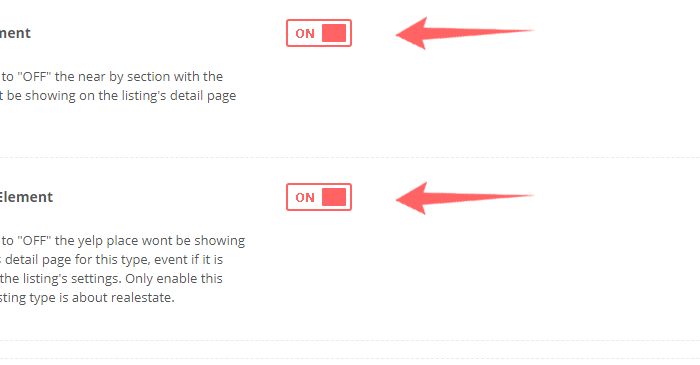 ment
ON
to "OFF" the near by section with the
t be showing on the listing's detail page
Element
ON
to "OFF" the yelp place wont be showing
s detail page for this type, event if it is
the listing's settings. Only enable this
sting type is about realestate.